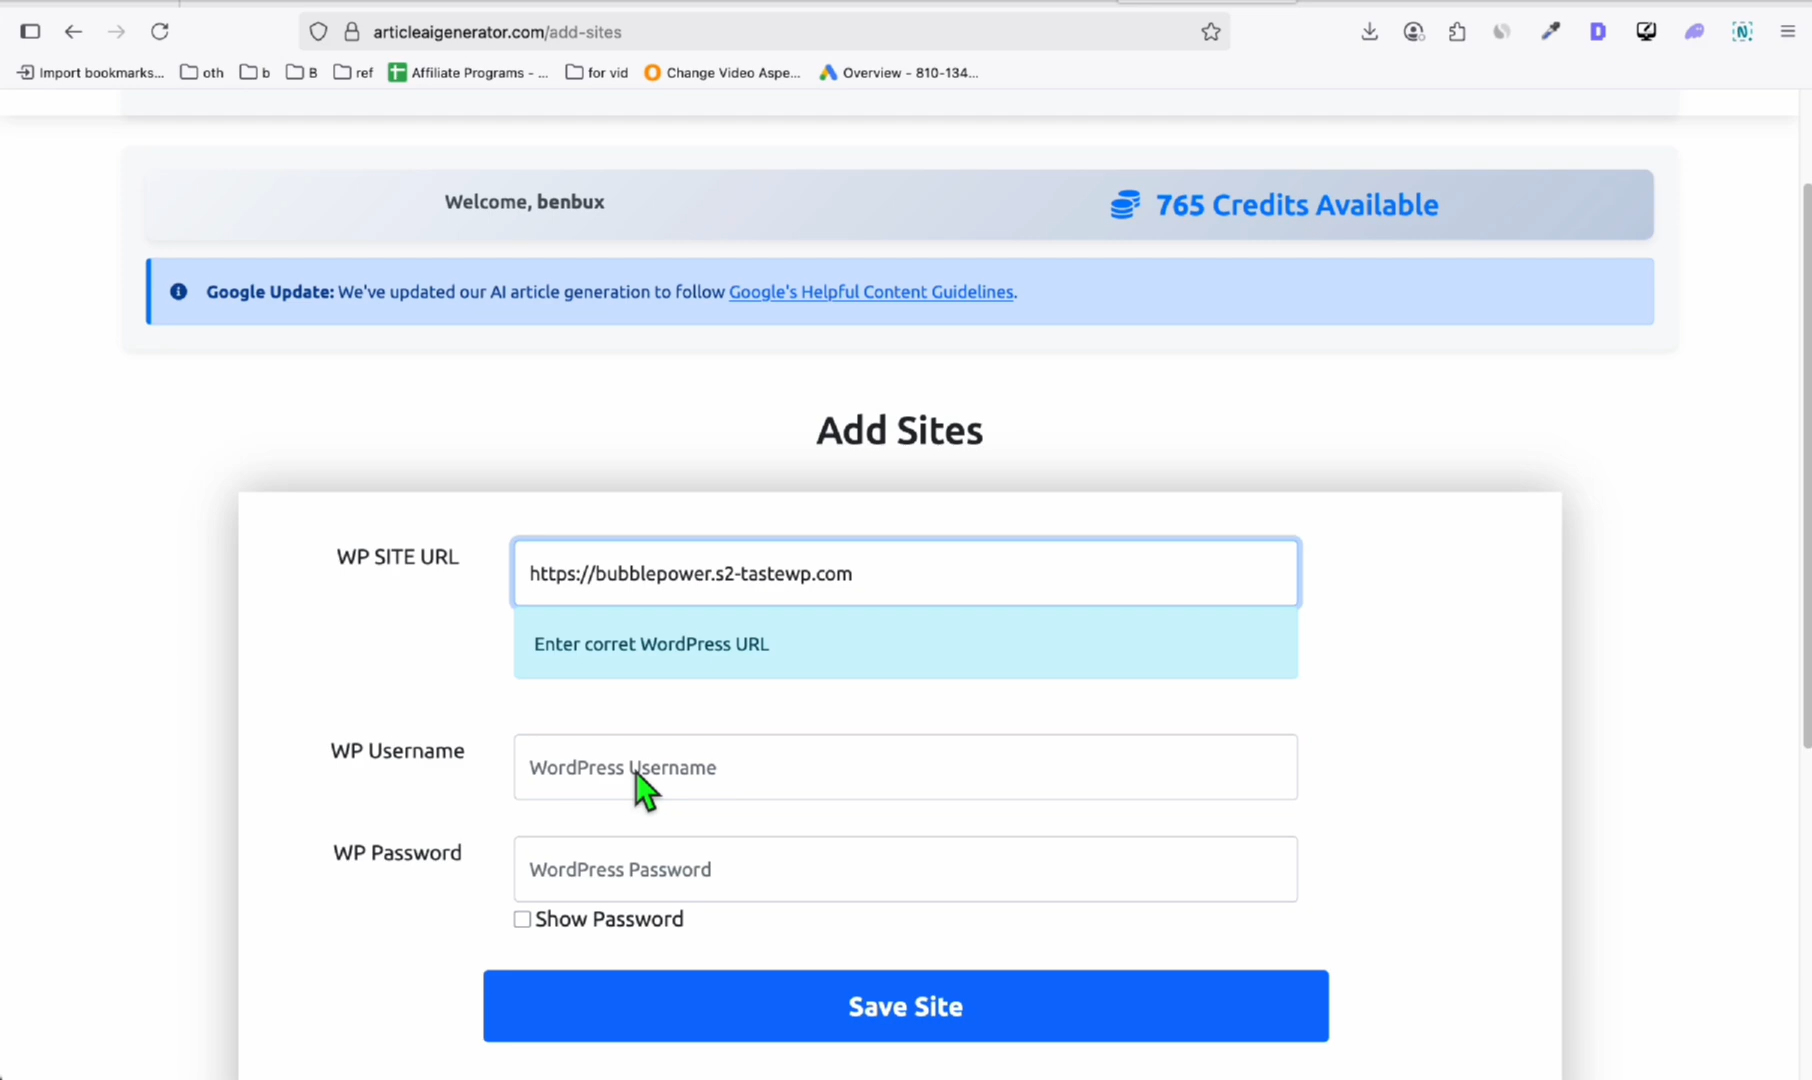 articleaigenerator.com/add-sites
Import bookmarks... oth b B ref Affiliate Programs - ... for vid Change Video Aspe... Overview - 810-134...
Welcome, benbux 765 Credits Available
Google Update: We've updated our AI article generation to follow Google's Helpful Content Guidelines.
Add Sites
WP SITE URL https://bubblepower.s2-tastewp.com
Enter corret WordPress URL
WP Username WordPress Username
WP Password WordPress Password
Show Password
Save Site